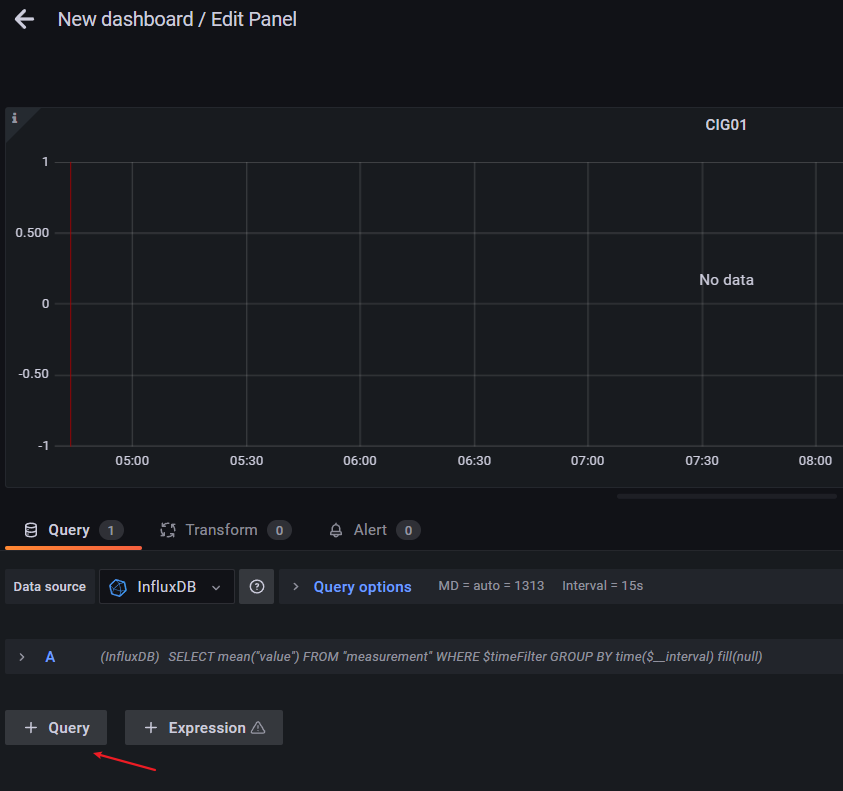 New dashboard / Edit Panel
i
CIG01
1
0.500
No data
0
-0.50
-1
05:00 05:30 06:00 06:30 07:00 07:30 08:00
Query 1 Transform 0 Alert 0
Data source InfluxDB ? > Query options MD = auto = 1313 Interval = 15s
> A (InfluxDB) SELECT mean("value") FROM "measurement" WHERE $timeFilter GROUP BY time($__interval) fill(null)
+ Query + Expression